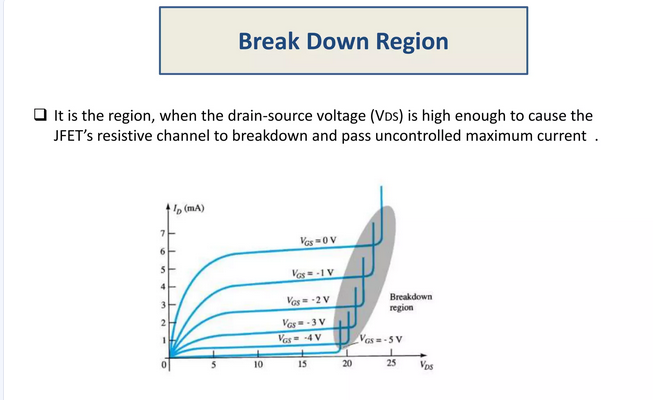 Break Down Region
❑ It is the region, when the drain-source voltage (VDS) is high enough to cause the
JFET's resistive channel to breakdown and pass uncontrolled maximum current .
ID (mA)
7
VGS = 0 V
6
5
VGS = -1 V
4
VGS = -2 V
Breakdown
region
3
VGS = -3 V
2
VGS = -4 V
VGS = -5 V
1
0 5 10 15 20 25 VDS